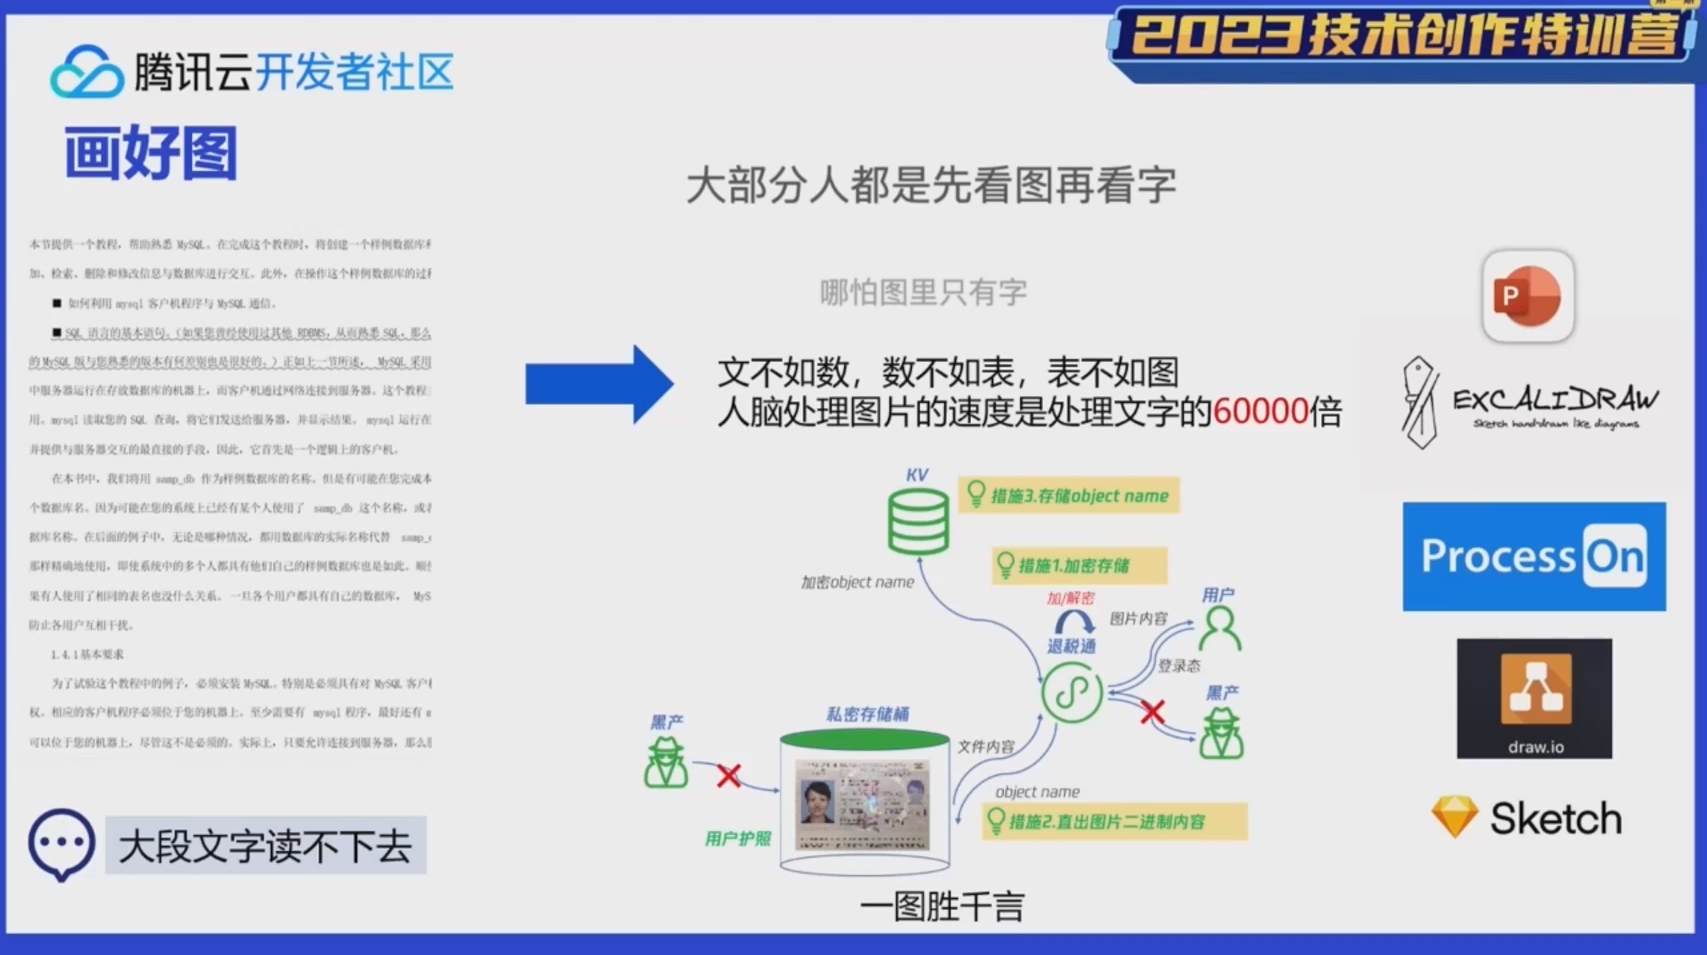 2023技术创作特训营
腾讯云开发者社区
画好图
大部分人都是先看图再看字
哪怕图里只有字
文不如数，数不如表，表不如图
人脑处理图片的速度是处理文字的60000倍
本节提供一个教程，帮助熟悉 MySQL。在完成这个教程时，将创建一个样例数据库
加、检索、删除和修改信息与数据库进行交互。此外，在操作这个样例数据库的过
■ 如何利用 mysql 客户机程序与 MySQL 通信。
■ SQL 语言的基本语句。（如果您曾经使用过其他 RDBMS，从而熟悉 SQL，那么
的 MySQL 版与您熟悉的版本有何差别也是很好的。）正如上一节所述， MySQL 采用
中服务器运行在存放数据库的机器上，而客户机通过网络连接到服务器。这个教程
用。mysql 读取您的 SQL 查询，将它们发送给服务器，并显示结果。 mysql 运行在
并提供与服务器交互的最直接的手段，因此，它首先是一个逻辑上的客户机。
在本书中，我们将用 samp_db 作为样例数据库的名称。但是有可能在您完成本
个数据库名。因为可能在您的系统上已经有某个人使用了 samp_db 这个名称，或
据库名称。在后面的例子中，无论是哪种情况，都用数据库的实际名称代替 samp_
那样精确地使用，即使系统中的多个人都具有他们自己的样例数据库也是如此。顺
果有人使用了相同的表名也没什么关系。一旦各个用户都具有自己的数据库， MyS
防止各用户互相干扰。
1.4.1 基本要求
为了试验这个教程中的例子，必须安装 MySQL。特别是必须具有对 MySQL 客户
权。相应的客户机程序必须位于您的机器上。至少需要有 mysql 程序，最好还有
可以位于您的机器上，尽管这不是必须的。实际上，只要允许连接到服务器，那么
大段文字读不下去
KV
措施3.存储object name
措施1.加密存储
加密object name
加/解密
退税通
图片内容
用户
登录态
黑产
黑产
私密存储桶
文件内容
object name
用户护照
措施2.直出图片二进制内容
一图胜千言
P
EXCALIDRAW
Sketch hand-drawn like diagrams
ProcessOn
draw.io
Sketch